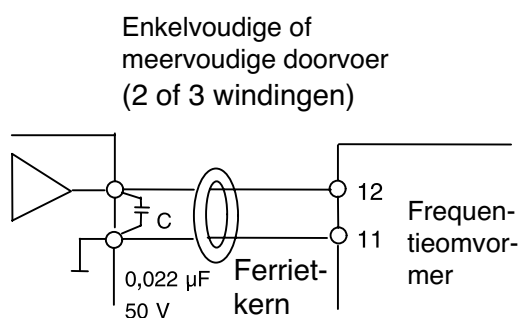 Enkelvoudige of
meervoudige doorvoer
(2 of 3 windingen)
12
C
11
Frequen-
tieomvor-
mer
0,022 µF
50 V
Ferriet-
kern